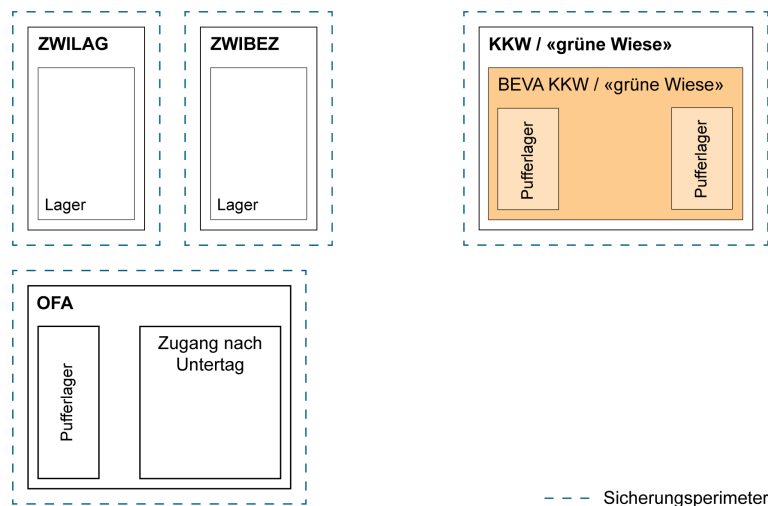 ZWILAG
Lager
ZWIBEZ
Lager
KKW / «grüne Wiese»
BEVA KKW / «grüne Wiese»
Pufferlager
Pufferlager
OFA
Pufferlager
Zugang nach
Untertag
Sicherungsperimeter